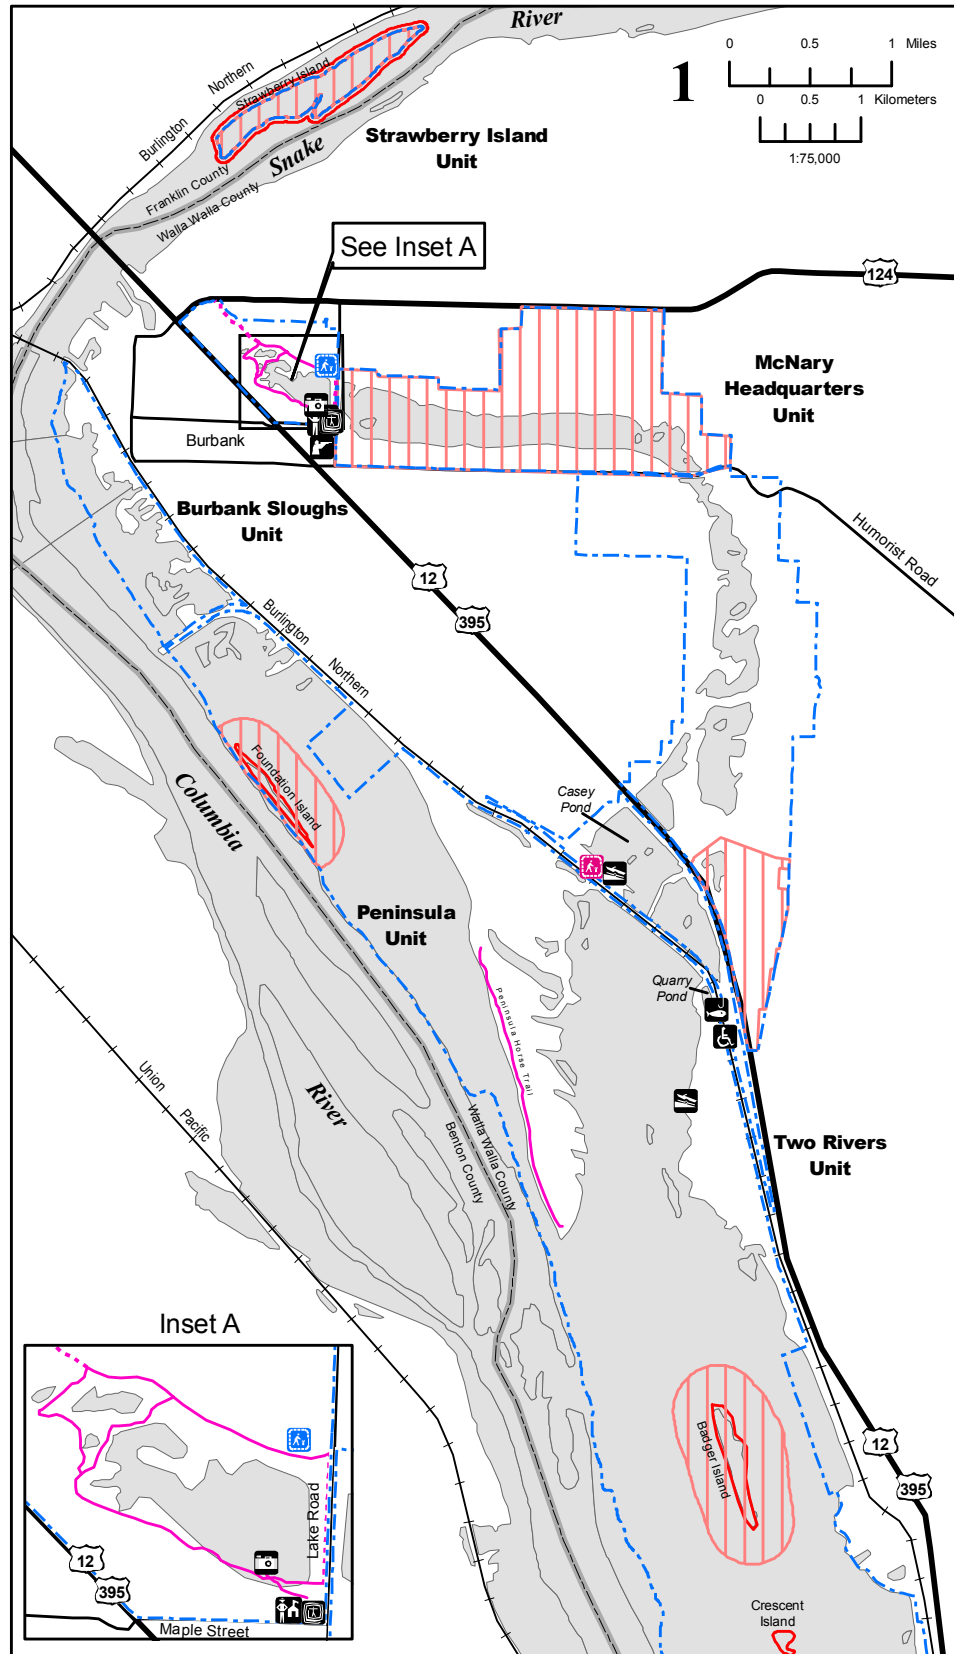 River
0 0.5 1 Miles
1
0 0.5 1 Kilometers
1:75,000
Northern
Strawberry Island
Burlington
Strawberry Island
Unit
Snake
Franklin County
Walla Walla County
See Inset A
124
McNary
Headquarters
Unit
Burbank
Burbank Sloughs
Unit
Humorist Road
12
395
Burlington
Northern
Foundation Island
Columbia
Casey
Pond
Peninsula
Unit
Quarry
Pond
Peninsula Horse Trail
Union
Pacific
River
Walla Walla County
Benton County
Two Rivers
Unit
Inset A
Badger Island
12
395
Lake Road
12
395
Maple Street
Crescent
Island